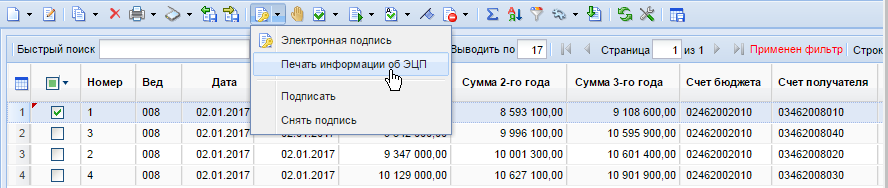 Быстрый поиск Выводить по 17 Страница 1 из 1 Применен фильтр Строк
Электронная подпись
Печать информации об ЭЦП
Подписать
Снять подпись
Номер Вед Дата Сумма 2-го года Сумма 3-го года Счет бюджета Счет получателя
1 1 008 02.01.2017 8 593 100,00 9 108 600,00 02462002010 03462008010
2 3 008 02.01.2017 9 996 100,00 10 595 900,00 02462002010 03462008040
3 2 008 02.01.2017 02.01.2017 9 347 000,00 10 001 300,00 10 601 400,00 02462002010 03462008020
4 4 008 02.01.2017 02.01.2017 10 129 000,00 10 627 100,00 10 901 900,00 02462002010 03462008030